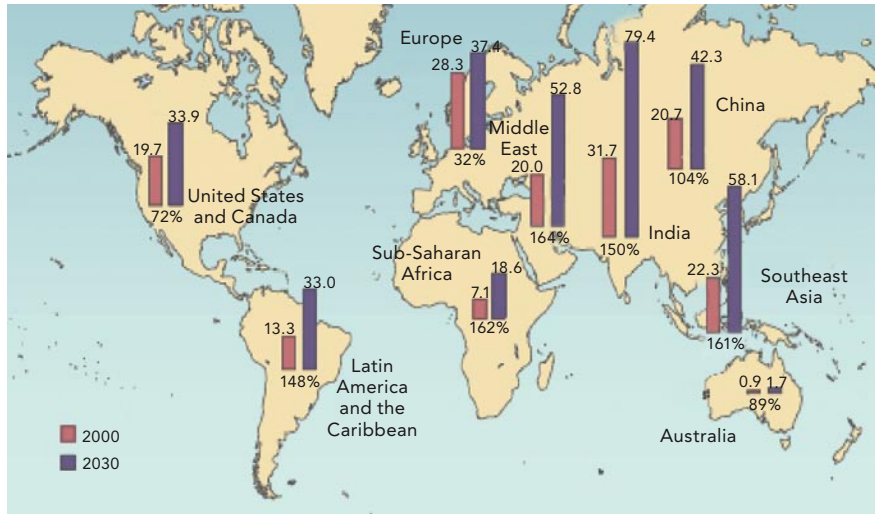 Europe
28.3
37.4
32%
Middle
East
20.0
52.8
164%
31.7
79.4
150%
India
20.7
42.3
104%
China
22.3
58.1
161%
Southeast
Asia
19.7
33.9
72%
United States
and Canada
Sub-Saharan
Africa
7.1
18.6
162%
13.3
33.0
148%
Latin
America
and the
Caribbean
0.9
1.7
89%
Australia
2000
2030